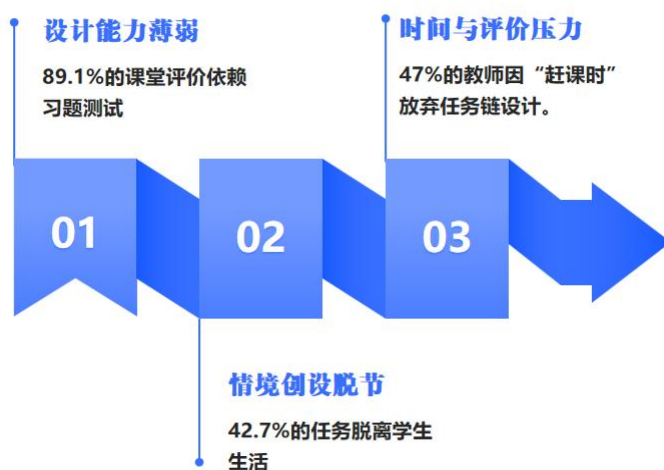 设计能力薄弱
89.1%的课堂评价依赖
习题测试
时间与评价压力
47%的教师因“赶课时”
放弃任务链设计。
01
02
03
情境创设脱节
42.7%的任务脱离学生
生活